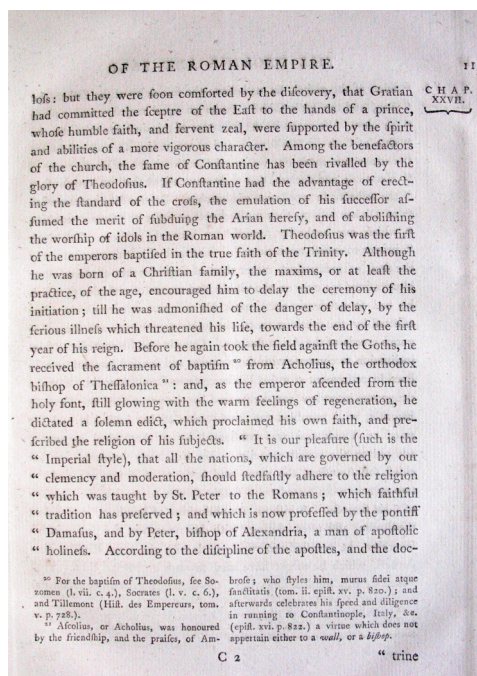 OF THE ROMAN EMPIRE.
11
CHAP.
XXVII.
loſs: but they were ſoon comforted by the diſcovery, that Gratian
had committed the ſceptre of the Eaſt to the hands of a prince,
whoſe humble faith, and fervent zeal, were ſupported by the ſpirit
and abilities of a more vigorous character. Among the benefactors
of the church, the fame of Conſtantine has been rivalled by the
glory of Theodoſius. If Conſtantine had the advantage of erect-
ing the ſtandard of the croſs, the emulation of his ſucceſſor aſ-
ſumed the merit of ſubduing the Arian hereſy, and of aboliſhing
the worſhip of idols in the Roman world. Theodoſius was the firſt
of the emperors baptiſed in the true faith of the Trinity. Although
he was born of a Chriſtian family, the maxims, or at leaſt the
practice, of the age, encouraged him to delay the ceremony of his
initiation; till he was admoniſhed of the danger of delay, by the
ſerious illneſs which threatened his life, towards the end of the firſt
year of his reign. Before he again took the field againſt the Goths, he
received the ſacrament of baptiſm ²⁰ from Acholius, the orthodox
biſhop of Theſſalonica ²¹: and, as the emperor aſcended from the
holy font, ſtill glowing with the warm feelings of regeneration, he
dictated a ſolemn edict, which proclaimed his own faith, and pre-
ſcribed the religion of his ſubjects. “ It is our pleaſure (ſuch is the
“ Imperial ſtyle), that all the nations, which are governed by our
“ clemency and moderation, ſhould ſtedfaſtly adhere to the religion
“ which was taught by St. Peter to the Romans; which faithful
“ tradition has preſerved; and which is now profeſſed by the pontiff
“ Damaſus, and by Peter, biſhop of Alexandria, a man of apoſtolic
“ holineſs. According to the diſcipline of the apoſtles, and the doc-
²⁰ For the baptiſm of Theodoſius, ſee So-
zomen (l. vii. c. 4.), Socrates (l. v. c. 6.),
and Tillemont (Hiſt. des Empereurs, tom.
v. p. 728.).
²¹ Aſcolius, or Acholius, was honoured
by the friendſhip, and the praiſes, of Am-
broſe; who ſtyles him, murus fidei atque
ſanctitatis (tom. ii. epiſt. xv. p. 820.); and
afterwards celebrates his ſpeed and diligence
in running to Conſtantinople, Italy, &c.
(epiſt. xvi. p. 822.) a virtue which does not
appertain either to a wall, or a biſhop.
C 2
“ trine